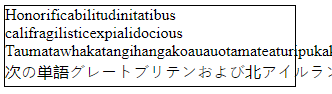 Honorificabilitudinitatibus
califragilisticexpialidocious
Taumatawhakatangihangakoauauotamateaturipukak
次の単語グレートブリテンおよび北アイルラン